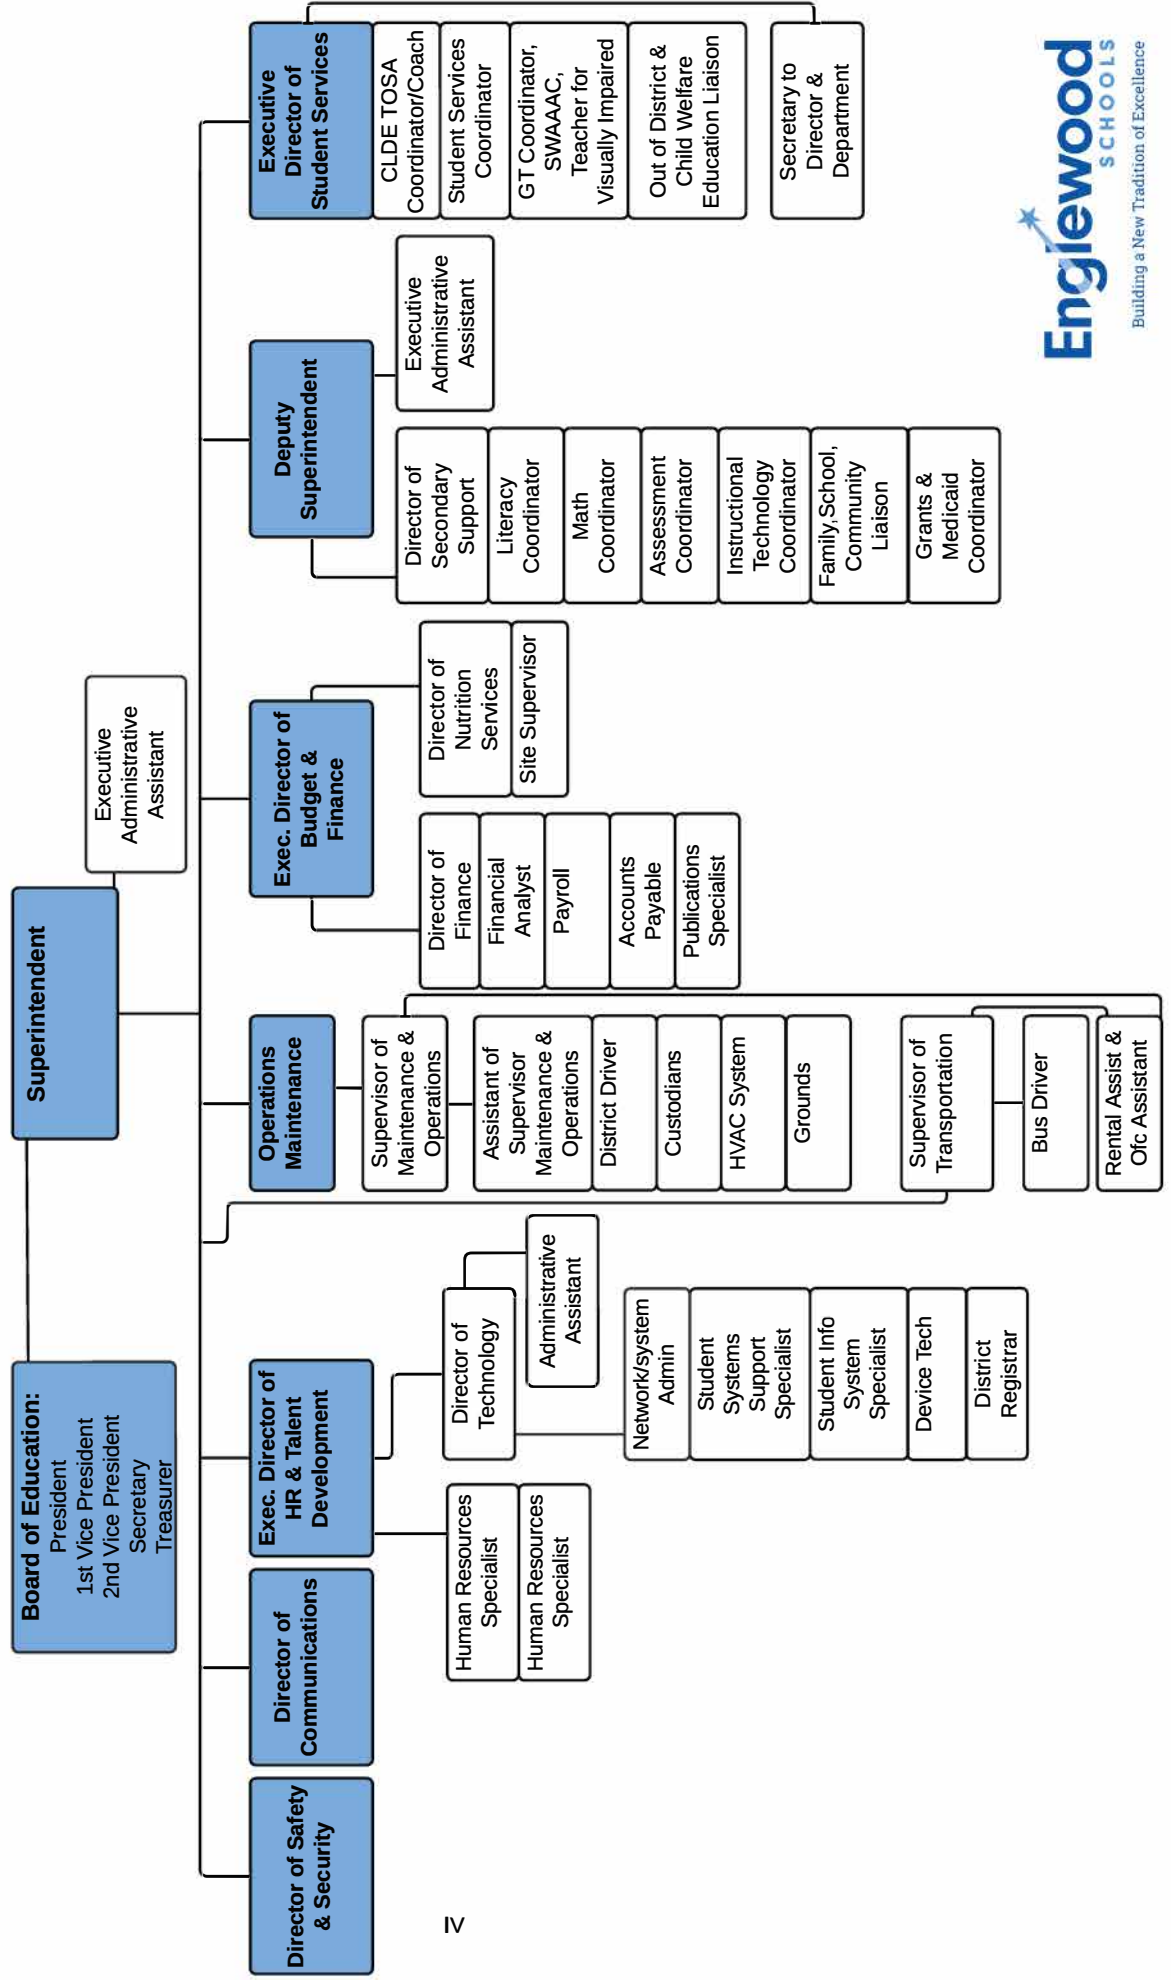 Board of Education:
President
1st Vice President
2nd Vice President
Secretary
Treasurer
Superintendent
Executive
Administrative
Assistant
Director of Safety
& Security
Director of
Communications
Exec. Director of
HR & Talent
Development
Human Resources
Specialist
Human Resources
Specialist
Director of
Technology
Administrative
Assistant
Network/system
Admin
Student
Systems
Support
Specialist
Student Info
System
Specialist
Device Tech
District
Registrar
Operations
Maintenance
Supervisor of
Maintenance &
Operations
Assistant of
Supervisor
Maintenance &
Operations
District Driver
Custodians
HVAC System
Grounds
Supervisor of
Transportation
Bus Driver
Rental Assist &
Ofc Assistant
Exec. Director of
Budget &
Finance
Director of
Finance
Financial
Analyst
Payroll
Accounts
Payable
Publications
Specialist
Director of
Nutrition
Services
Site Supervisor
Deputy
Superintendent
Director of
Secondary
Support
Literacy
Coordinator
Math
Coordinator
Assessment
Coordinator
Instructional
Technology
Coordinator
Family,School,
Community
Liaison
Grants &
Medicaid
Coordinator
Executive
Administrative
Assistant
Executive
Director of
Student Services
CLDE TOSA
Coordinator/Coach
Student Services
Coordinator
GT Coordinator,
SWAAAC,
Teacher for
Visually Impaired
Out of District &
Child Welfare
Education Liaison
Secretary to
Director &
Department
Englewood
SCHOOLS
Building a New Tradition of Excellence
IV